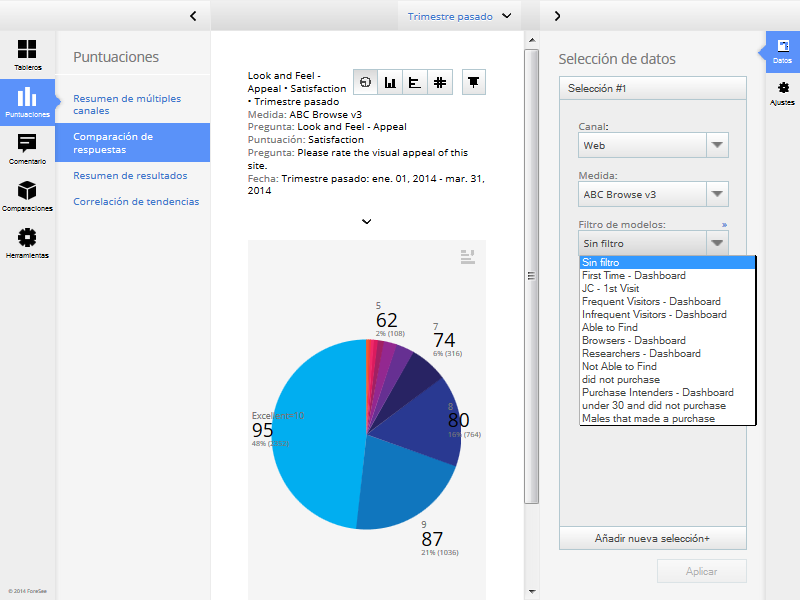 Trimestre pasado
Tableros
Puntuaciones
Comentario
Comparaciones
Herramientas
© 2014 ForeSee
Puntuaciones
Resumen de múltiples
canales
Comparación de
respuestas
Resumen de resultados
Correlación de tendencias
Look and Feel -
Appeal • Satisfaction
• Trimestre pasado
Medida: ABC Browse v3
Pregunta: Look and Feel - Appeal
Puntuación: Satisfaction
Pregunta: Please rate the visual appeal of this
site.
Fecha: Trimestre pasado: ene. 01, 2014 - mar. 31,
2014
5
62
2% (108)
7
74
6% (316)
8
80
16% (764)
Excellent=10
95
48%
9
87
21% (1036)
Selección de datos
Selección #1
Canal:
Web
Medida:
ABC Browse v3
Filtro de modelos: »
Sin filtro
Sin filtro
First Time - Dashboard
JC - 1st Visit
Frequent Visitors - Dashboard
Infrequent Visitors - Dashboard
Able to Find
Browsers - Dashboard
Researchers - Dashboard
Not Able to Find
did not purchase
Purchase Intenders - Dashboard
under 30 and did not purchase
Males that made a purchase
Añadir nueva selección+
Aplicar
Datos
Ajustes